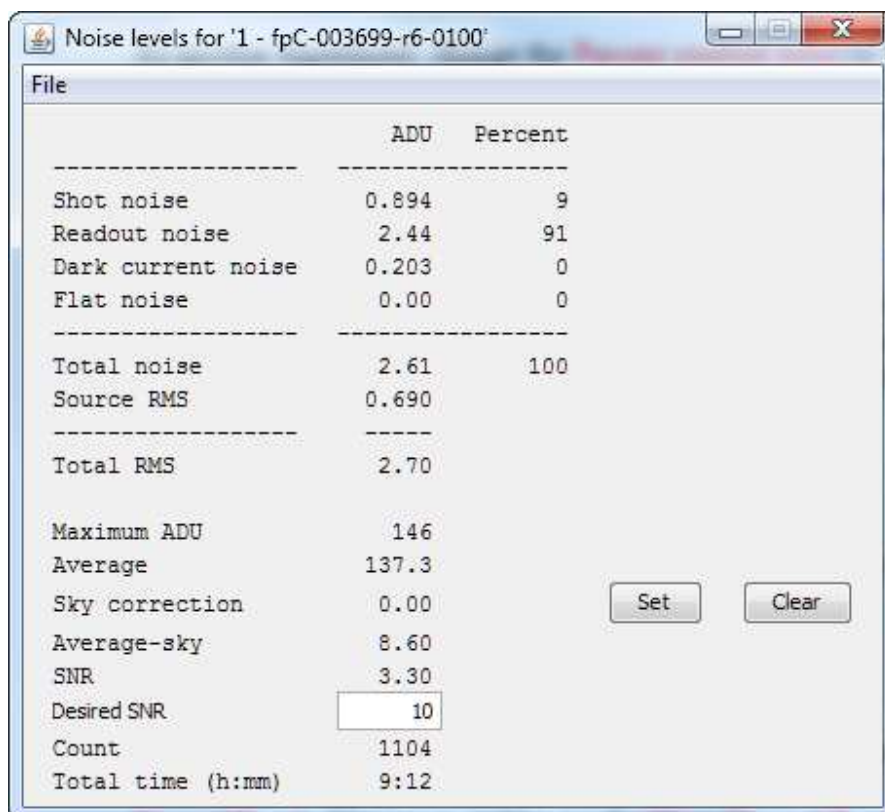 Noise levels for '1 - fpC-003699-r6-0100'
File
ADU Percent
------------------ -----------------
Shot noise 0.894 9
Readout noise 2.44 91
Dark current noise 0.203 0
Flat noise 0.00 0
------------------ -----------------
Total noise 2.61 100
Source RMS 0.690
------------------ -----
Total RMS 2.70
Maximum ADU 146
Average 137.3
Sky correction 0.00 Set Clear
Average-sky 8.60
SNR 3.30
Desired SNR 10
Count 1104
Total time (h:mm) 9:12